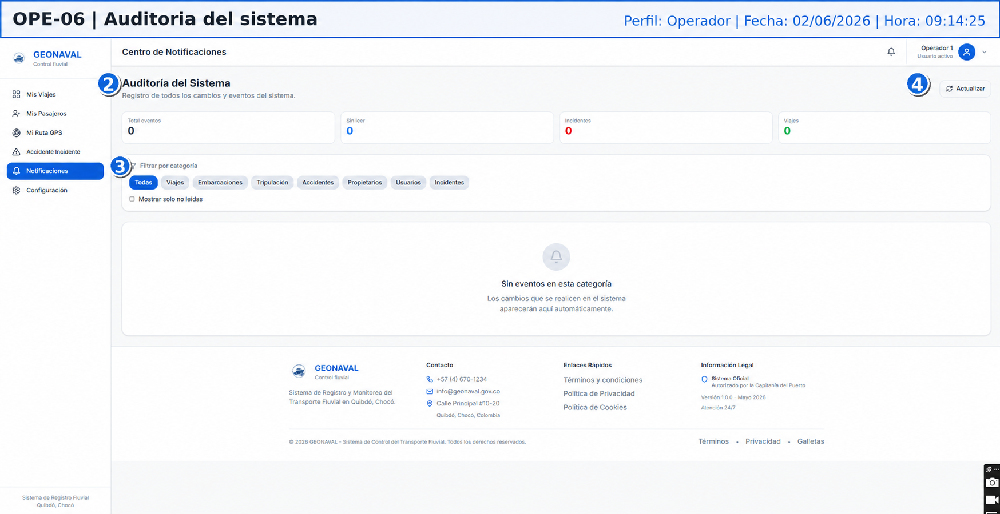 OPE-06 | Auditoria del sistema
Perfil: Operador | Fecha: 02/06/2026 | Hora: 09:14:25
GEONAVAL
Control fluvial
Centro de Notificaciones
Operador 1
Usuario activo
Mis Viajes
Mis Pasajeros
Mi Ruta GPS
Accidente Incidente
Notificaciones
Configuración
2
Auditoría del Sistema
Registro de todos los cambios y eventos del sistema.
4
Actualizar
Total eventos
0
Sin leer
0
Incidentes
0
Viajes
0
3
Filtrar por categoría
Todas
Viajes
Embarcaciones
Tripulación
Accidentes
Propietarios
Usuarios
Incidentes
Mostrar solo no leídas
Sin eventos en esta categoría
Los cambios que se realicen en el sistema
aparecerán aquí automáticamente.
GEONAVAL
Control fluvial
Sistema de Registro y Monitoreo del
Transporte Fluvial en Quibdó, Chocó.
Contacto
+57 (4) 670-1234
info@geonaval.gov.co
Calle Principal #10-20
Quibdó, Chocó, Colombia
Enlaces Rápidos
Términos y condiciones
Política de Privacidad
Política de Cookies
Información Legal
Sistema Oficial
Autorizado por la Capitanía del Puerto
Versión 1.0.0 - Mayo 2026
Atención 24/7
© 2026 GEONAVAL - Sistema de Control del Transporte Fluvial. Todos los derechos reservados.
Términos • Privacidad • Galletas
Sistema de Registro Fluvial
Quibdó, Chocó